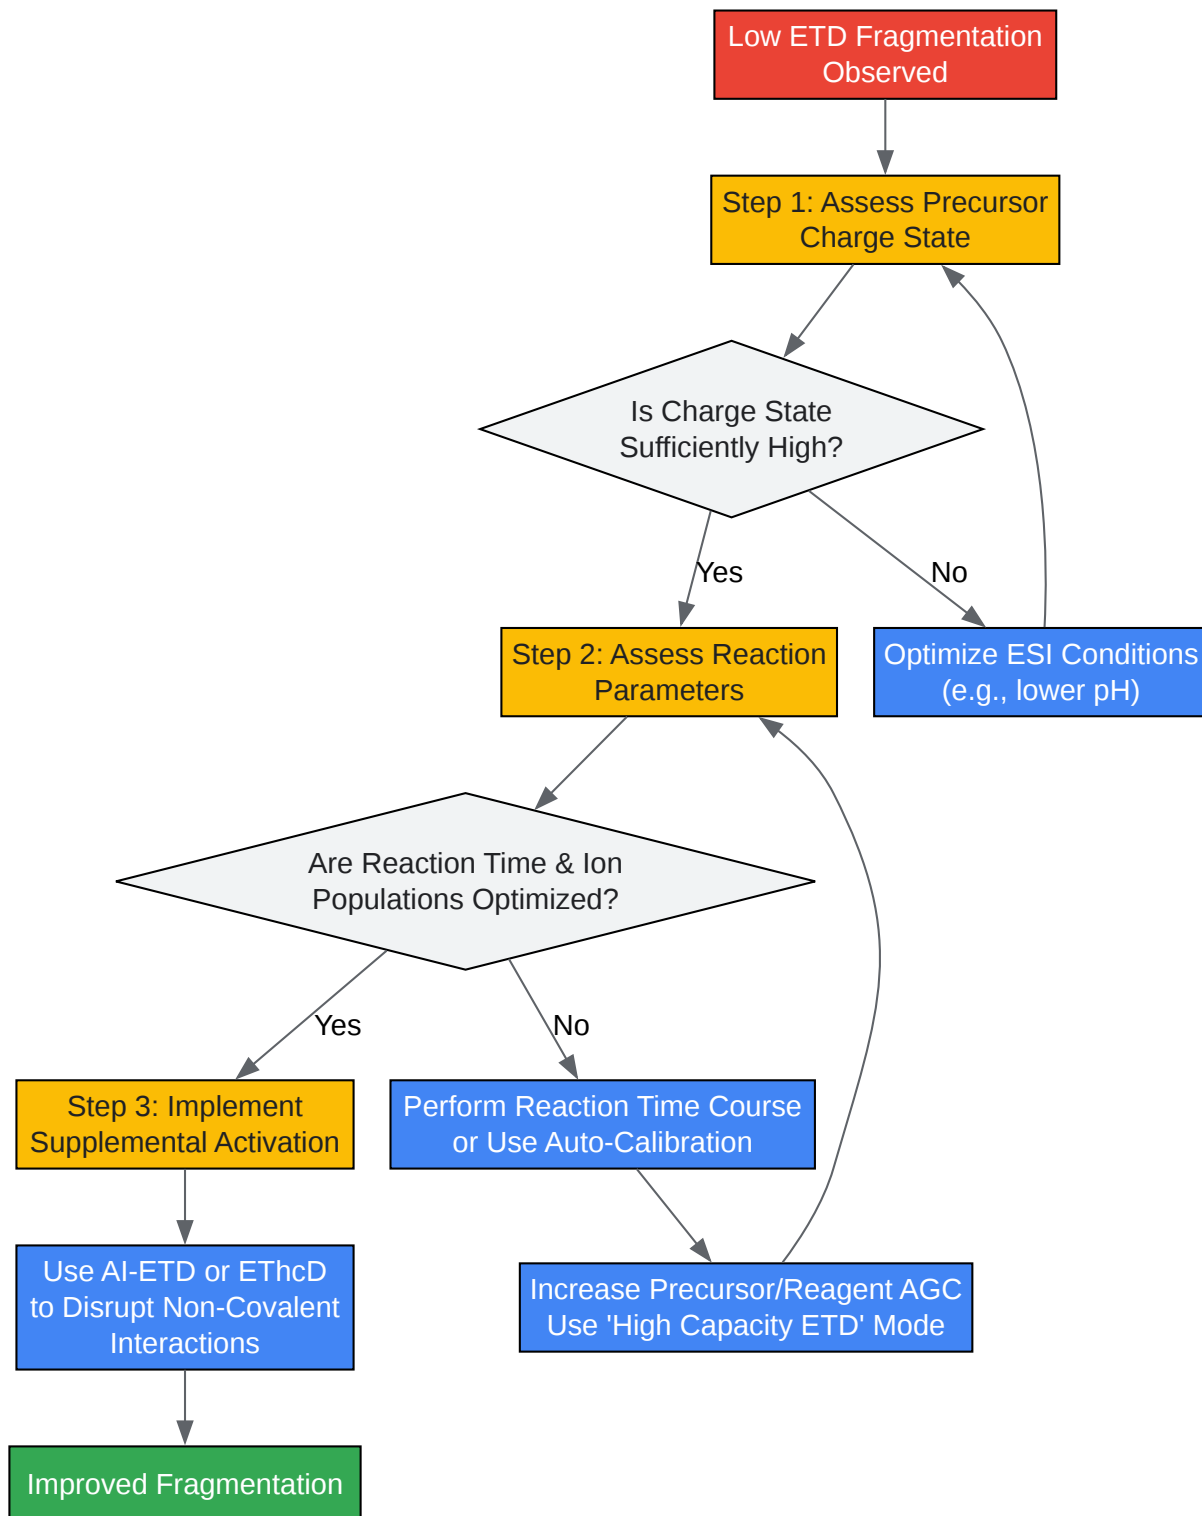 Low ETD Fragmentation
Observed
Step 1: Assess Precursor
Charge State
Is Charge State
Sufficiently High?
Yes
No
Step 2: Assess Reaction
Parameters
Optimize ESI Conditions
(e.g., lower pH)
Are Reaction Time & Ion
Populations Optimized?
Yes
No
Step 3: Implement
Supplemental Activation
Perform Reaction Time Course
or Use Auto-Calibration
Use AI-ETD or EThcD
to Disrupt Non-Covalent
Interactions
Increase Precursor/Reagent AGC
Use 'High Capacity ETD' Mode
Improved Fragmentation